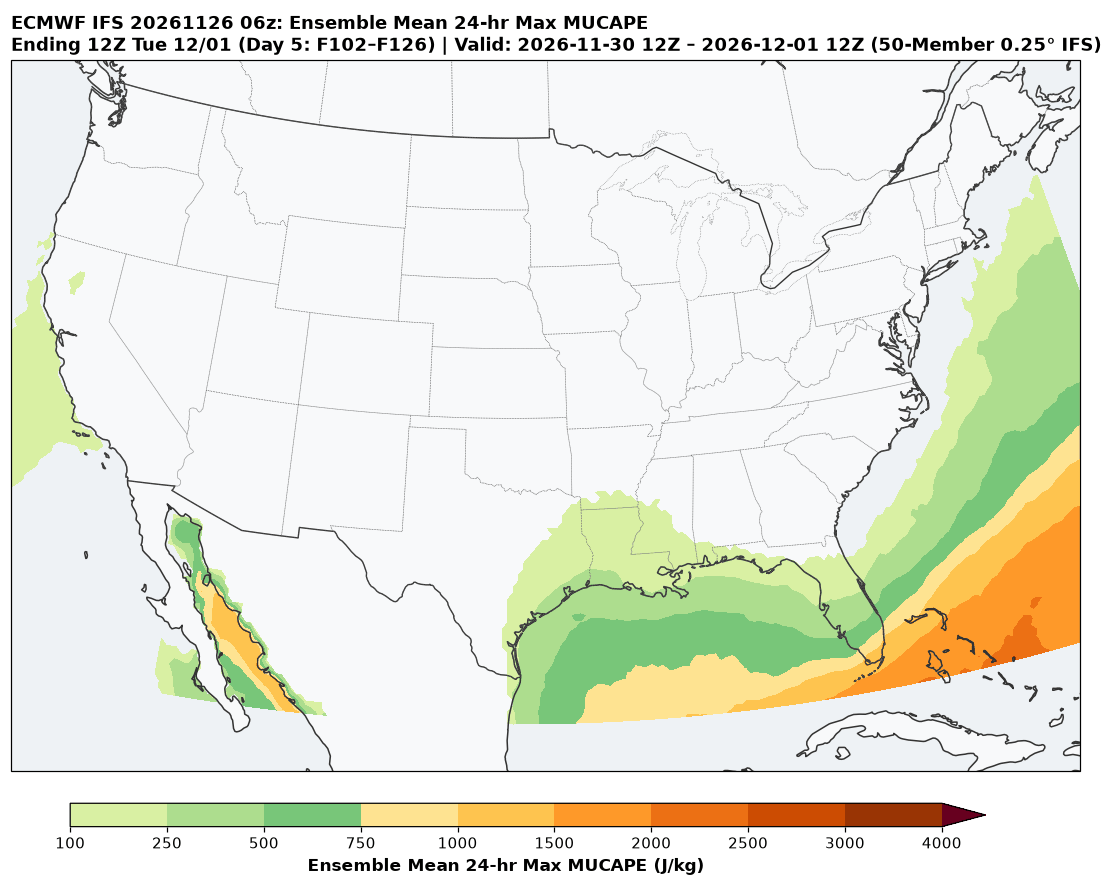 ECMWF IFS 20261126 06z: Ensemble Mean 24-hr Max MUCAPE
Ending 12Z Tue 12/01 (Day 5: F102–F126) | Valid: 2026-11-30 12Z – 2026-12-01 12Z (50-Member 0.25° IFS)
100 250 500 750 1000 1500 2000 2500 3000 4000
Ensemble Mean 24-hr Max MUCAPE (J/kg)